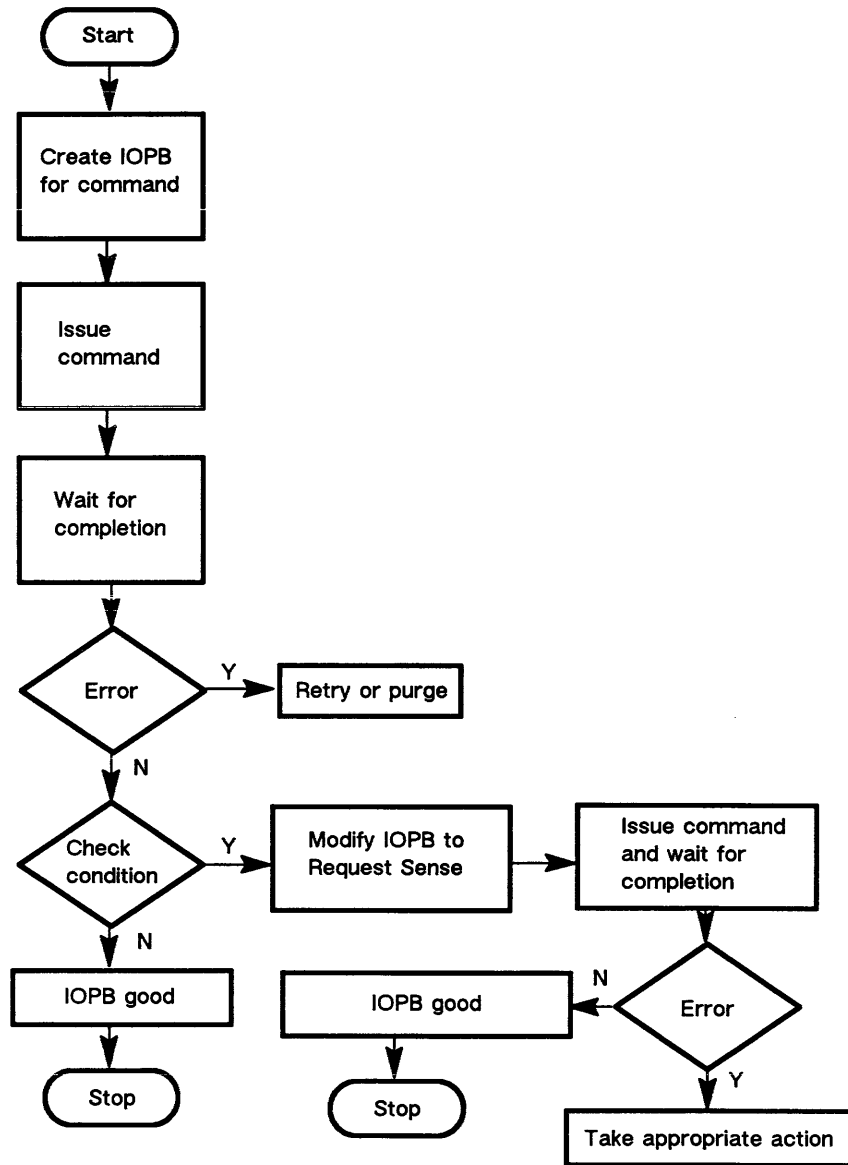 Start
Create IOPB
for command
Issue
command
Wait for
completion
Error
Y
Retry or purge
N
Check
condition
Y
Modify IOPB to
Request Sense
Issue command
and wait for
completion
N
IOPB good
Stop
Error
N
IOPB good
Stop
Y
Take appropriate action